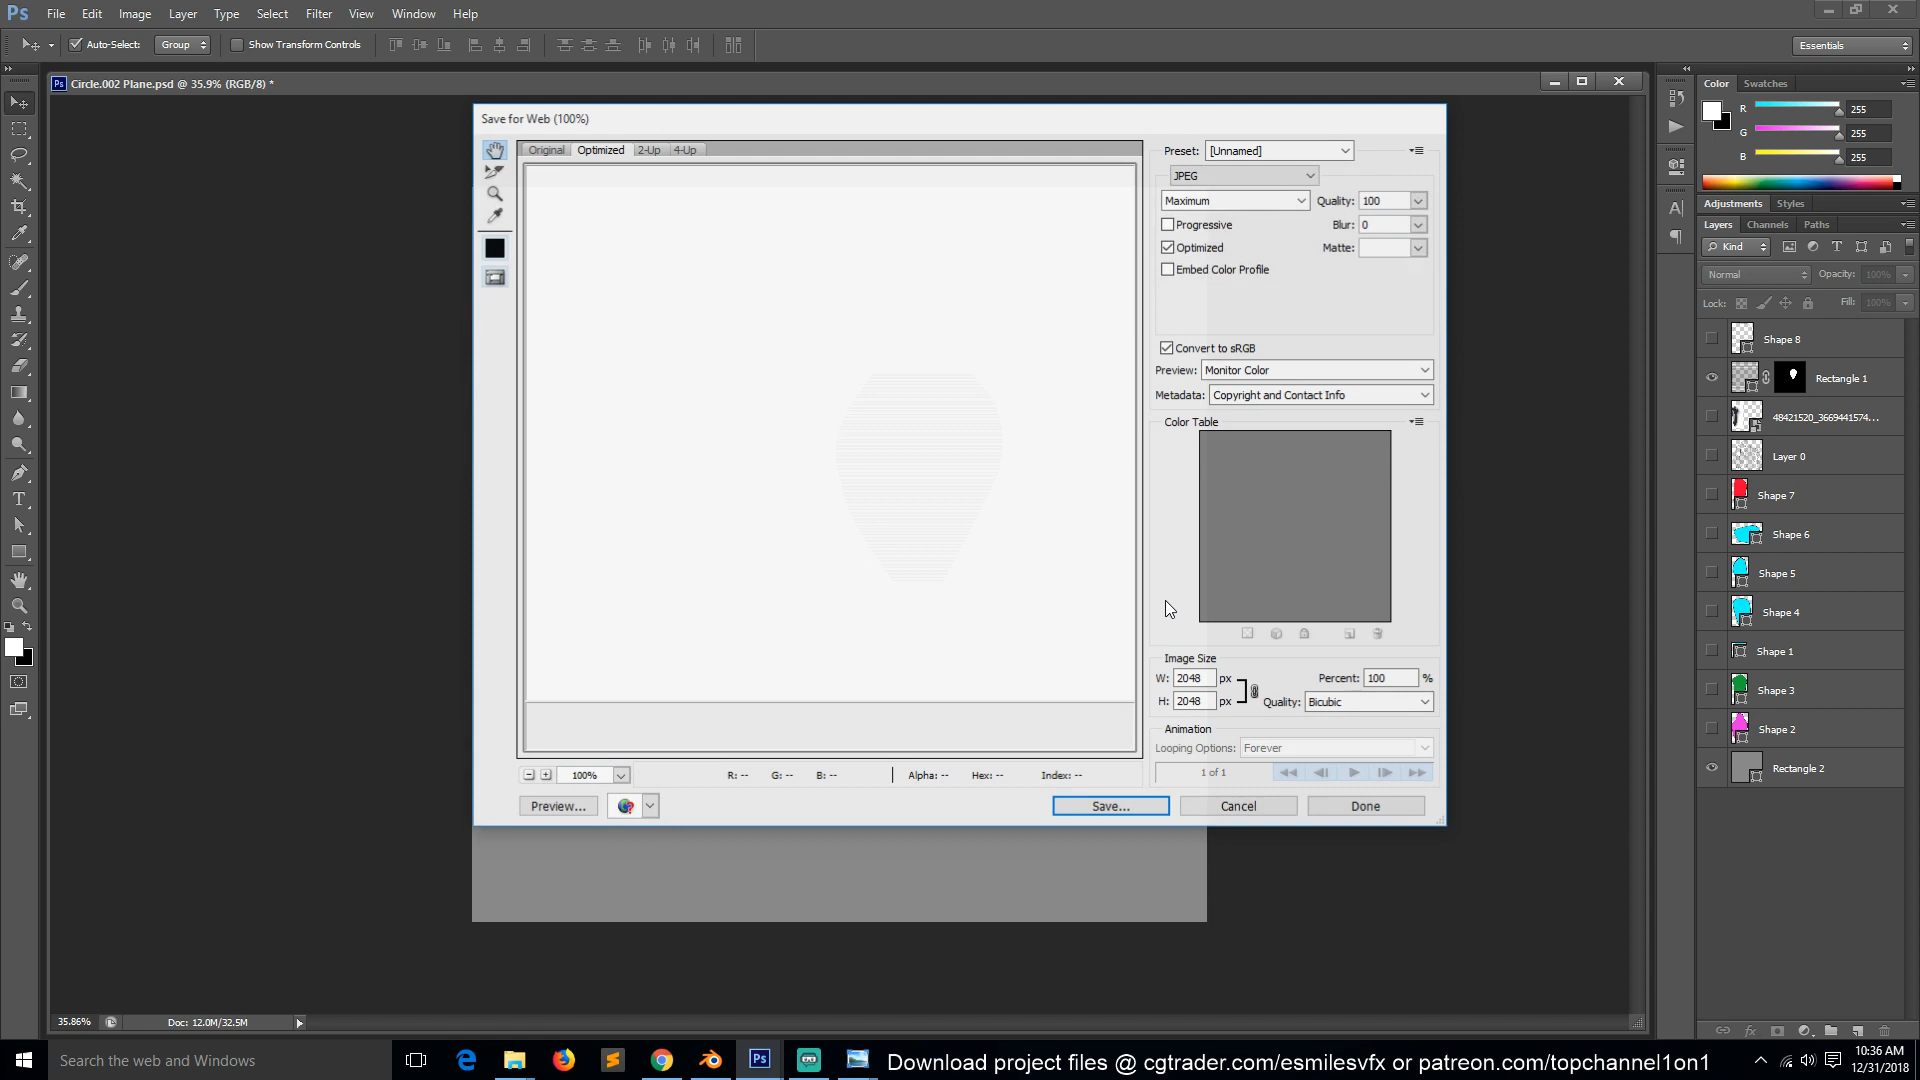 Ps File Edit Image Layer Type Select Filter View Window Help
Auto-Select: Group Show Transform Controls Essentials
Ps Circle.002 Plane.psd @ 35.9% (RGB/8) *
Save for Web (100%)
Original Optimized 2-Up 4-Up
Preset: [Unnamed]
JPEG
Maximum Quality: 100
Progressive Blur: 0
Optimized Matte:
Embed Color Profile
Convert to sRGB
Preview: Monitor Color
Metadata: Copyright and Contact Info
Color Table
Image Size
W: 2048 px Percent: 100 %
H: 2048 px Quality: Bicubic
Animation
Looping Options: Forever
1 of 1
100% R: -- G: -- B: -- Alpha: -- Hex: -- Index: --
Preview... Save... Cancel Done
Color Swatches
R 255
G 255
B 255
Adjustments Styles
Layers Channels Paths
Kind
Normal Opacity: 100%
Lock: Fill: 100%
Shape 8
Rectangle 1
48421520_3669441574...
Layer 0
Shape 7
Shape 6
Shape 5
Shape 4
Shape 1
Shape 3
Shape 2
Rectangle 2
35.86% Doc: 12.0M/32.5M
Search the web and Windows
Download project files @ cgtrader.com/esmilesvfx or patreon.com/topchannel1on1
10:36 AM
12/31/2018